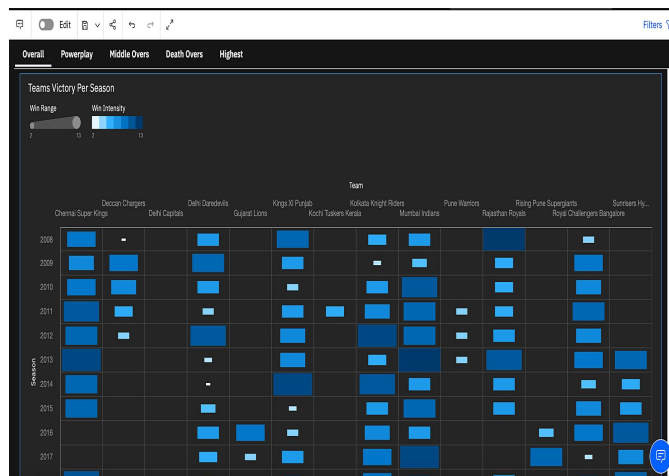 Edit
Filters
Overall Powerplay Middle Overs Death Overs Highest
Teams Victory Per Season
Win Range Win Intensity
2 13 2 13
Team
Deccan Chargers Delhi Daredevils Kings XI Punjab Kolkata Knight Riders Pune Warriors Rising Pune Supergiants Sunrisers Hy...
Chennai Super Kings Delhi Capitals Gujarat Lions Kochi Tuskers Kerala Mumbai Indians Rajasthan Royals Royal Challengers Bangalore
2008
2009
2010
2011
2012
2013
Season
2014
2015
2016
2017